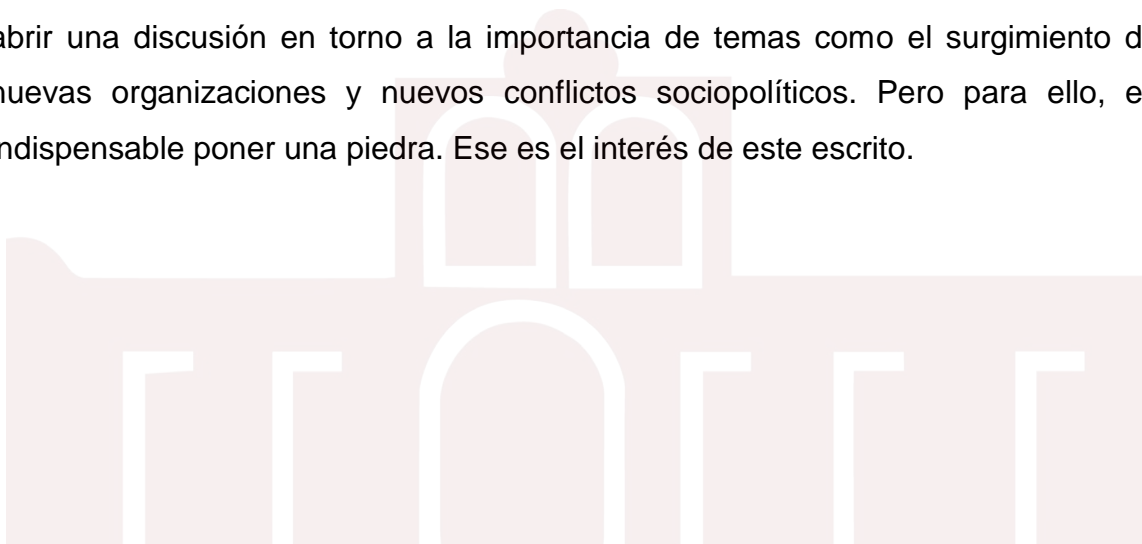 abrir una discusión en torno a la importancia de temas como el surgimiento d
nuevas organizaciones y nuevos conflictos sociopolíticos. Pero para ello, e
indispensable poner una piedra. Ese es el interés de este escrito.